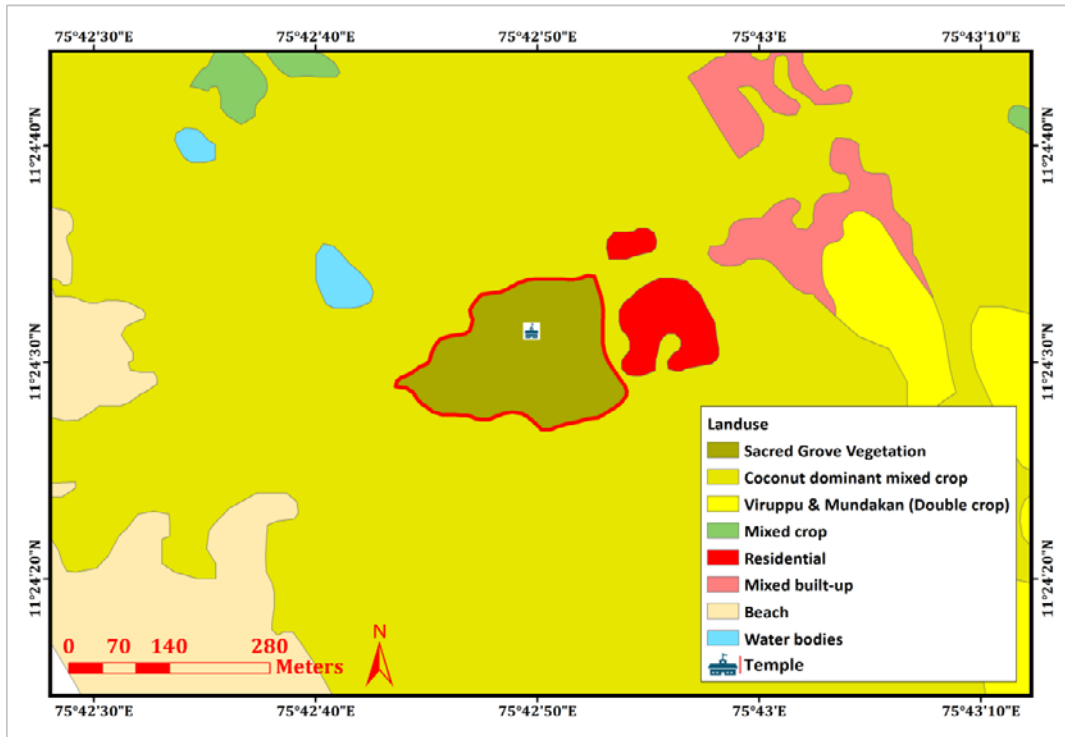 75°42'30"E 75°42'40"E 75°42'50"E 75°43'E 75°43'10"E
11°24'40"N 11°24'40"N
11°24'30"N 11°24'30"N
Landuse
Sacred Grove Vegetation
Coconut dominant mixed crop
Viruppu & Mundakan (Double crop)
Mixed crop
Residential
Mixed built-up
Beach
Water bodies
Temple
11°24'20"N 11°24'20"N
0 70 140 280
Meters
N
75°42'30"E 75°42'40"E 75°42'50"E 75°43'E 75°43'10"E